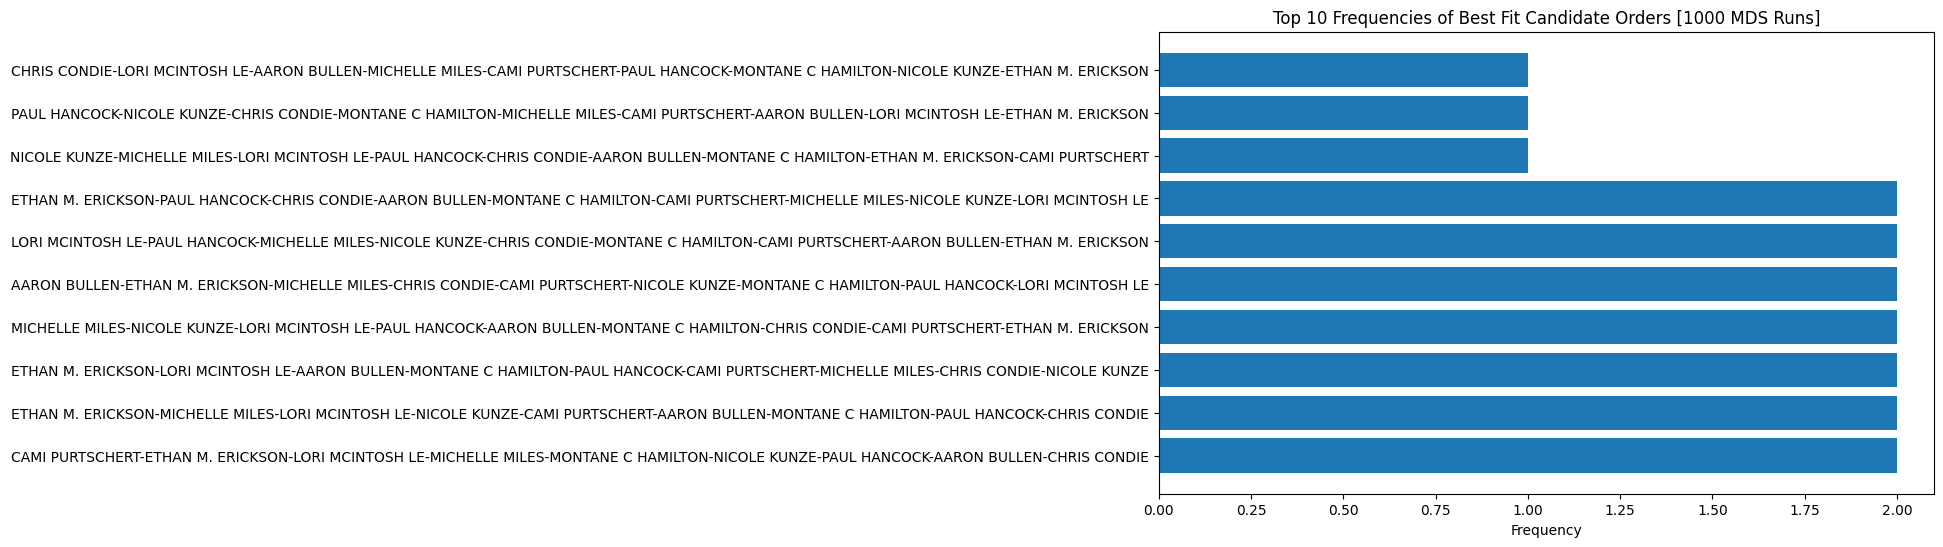 Top 10 Frequencies of Best Fit Candidate Orders [1000 MDS Runs]
CHRIS CONDIE-LORI MCINTOSH LE-AARON BULLEN-MICHELLE MILES-CAMI PURTSCHERT-PAUL HANCOCK-MONTANE C HAMILTON-NICOLE KUNZE-ETHAN M. ERICKSON
PAUL HANCOCK-NICOLE KUNZE-CHRIS CONDIE-MONTANE C HAMILTON-MICHELLE MILES-CAMI PURTSCHERT-AARON BULLEN-LORI MCINTOSH LE-ETHAN M. ERICKSON
NICOLE KUNZE-MICHELLE MILES-LORI MCINTOSH LE-PAUL HANCOCK-CHRIS CONDIE-AARON BULLEN-MONTANE C HAMILTON-ETHAN M. ERICKSON-CAMI PURTSCHERT
ETHAN M. ERICKSON-PAUL HANCOCK-CHRIS CONDIE-AARON BULLEN-MONTANE C HAMILTON-CAMI PURTSCHERT-MICHELLE MILES-NICOLE KUNZE-LORI MCINTOSH LE
LORI MCINTOSH LE-PAUL HANCOCK-MICHELLE MILES-NICOLE KUNZE-CHRIS CONDIE-MONTANE C HAMILTON-CAMI PURTSCHERT-AARON BULLEN-ETHAN M. ERICKSON
AARON BULLEN-ETHAN M. ERICKSON-MICHELLE MILES-CHRIS CONDIE-CAMI PURTSCHERT-NICOLE KUNZE-MONTANE C HAMILTON-PAUL HANCOCK-LORI MCINTOSH LE
MICHELLE MILES-NICOLE KUNZE-LORI MCINTOSH LE-PAUL HANCOCK-AARON BULLEN-MONTANE C HAMILTON-CHRIS CONDIE-CAMI PURTSCHERT-ETHAN M. ERICKSON
ETHAN M. ERICKSON-LORI MCINTOSH LE-AARON BULLEN-MONTANE C HAMILTON-PAUL HANCOCK-CAMI PURTSCHERT-MICHELLE MILES-CHRIS CONDIE-NICOLE KUNZE
ETHAN M. ERICKSON-MICHELLE MILES-LORI MCINTOSH LE-NICOLE KUNZE-CAMI PURTSCHERT-AARON BULLEN-MONTANE C HAMILTON-PAUL HANCOCK-CHRIS CONDIE
CAMI PURTSCHERT-ETHAN M. ERICKSON-LORI MCINTOSH LE-MICHELLE MILES-MONTANE C HAMILTON-NICOLE KUNZE-PAUL HANCOCK-AARON BULLEN-CHRIS CONDIE
0.00 0.25 0.50 0.75 1.00 1.25 1.50 1.75 2.00
Frequency